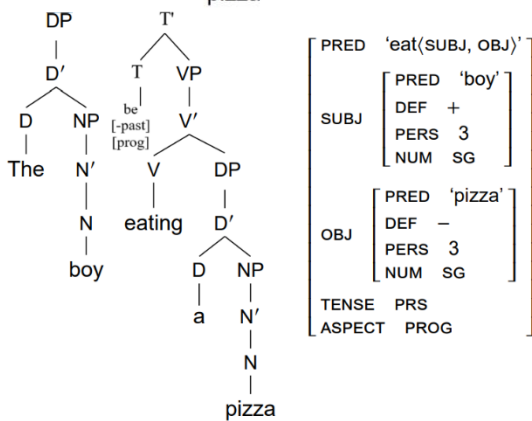 pizza
DP
T′
D′
T VP
D NP
be
[-past]
[prog]
V′
The N′
V DP
N
eating D′
boy
D NP
a N′
N
pizza
PRED ‘eat⟨SUBJ, OBJ⟩’
SUBJ
PRED ‘boy’
DEF +
PERS 3
NUM SG
OBJ
PRED ‘pizza’
DEF −
PERS 3
NUM SG
TENSE PRS
ASPECT PROG